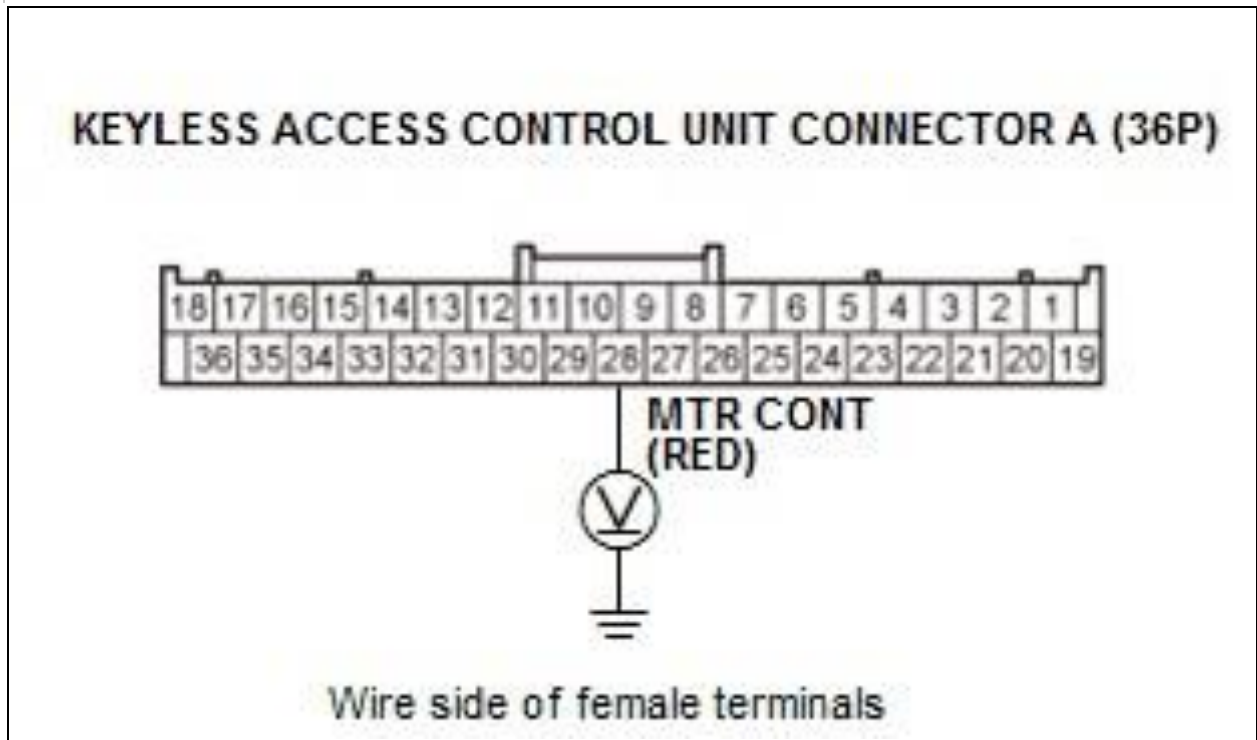 KEYLESS ACCESS CONTROL UNIT CONNECTOR A (36P)
18 17 16 15 14 13 12 11 10 9 8 7 6 5 4 3 2 1
36 35 34 33 32 31 30 29 28 27 26 25 24 23 22 21 20 19
MTR CONT
(RED)
V
Wire side of female terminals